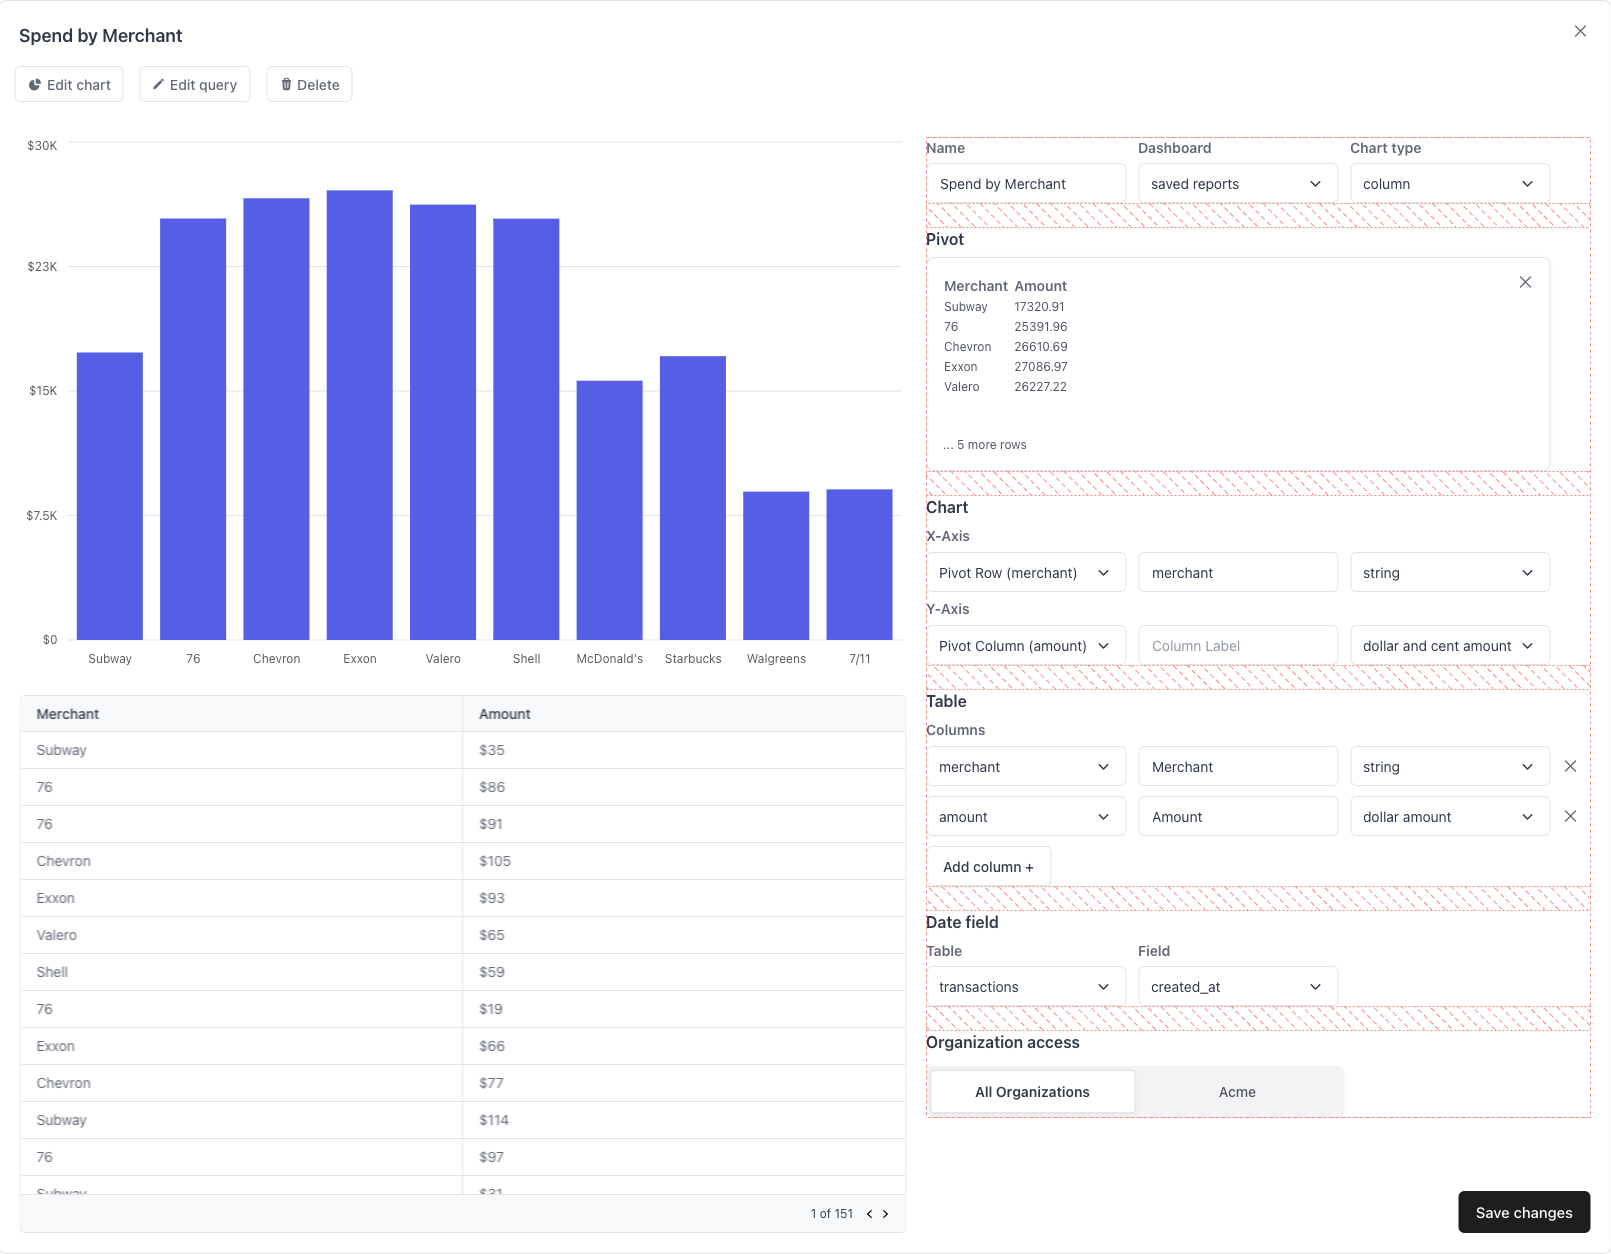 Spend by Merchant
Edit chart Edit query Delete
$30K
$23K
$15K
$7.5K
$0
Subway 76 Chevron Exxon Valero Shell McDonald's Starbucks Walgreens 7/11
Merchant Amount
Subway $35
76 $86
76 $91
Chevron $105
Exxon $93
Valero $65
Shell $59
76 $19
Exxon $66
Chevron $77
Subway $114
76 $97
Subway $31
1 of 151
Name Dashboard Chart type
Spend by Merchant saved reports column
Pivot
Merchant Amount
Subway 17320.91
76 25391.96
Chevron 26610.69
Exxon 27086.97
Valero 26227.22
... 5 more rows
Chart
X-Axis
Pivot Row (merchant) merchant string
Y-Axis
Pivot Column (amount) Column Label dollar and cent amount
Table
Columns
merchant Merchant string
amount Amount dollar amount
Add column +
Date field
Table Field
transactions created_at
Organization access
All Organizations Acme
Save changes